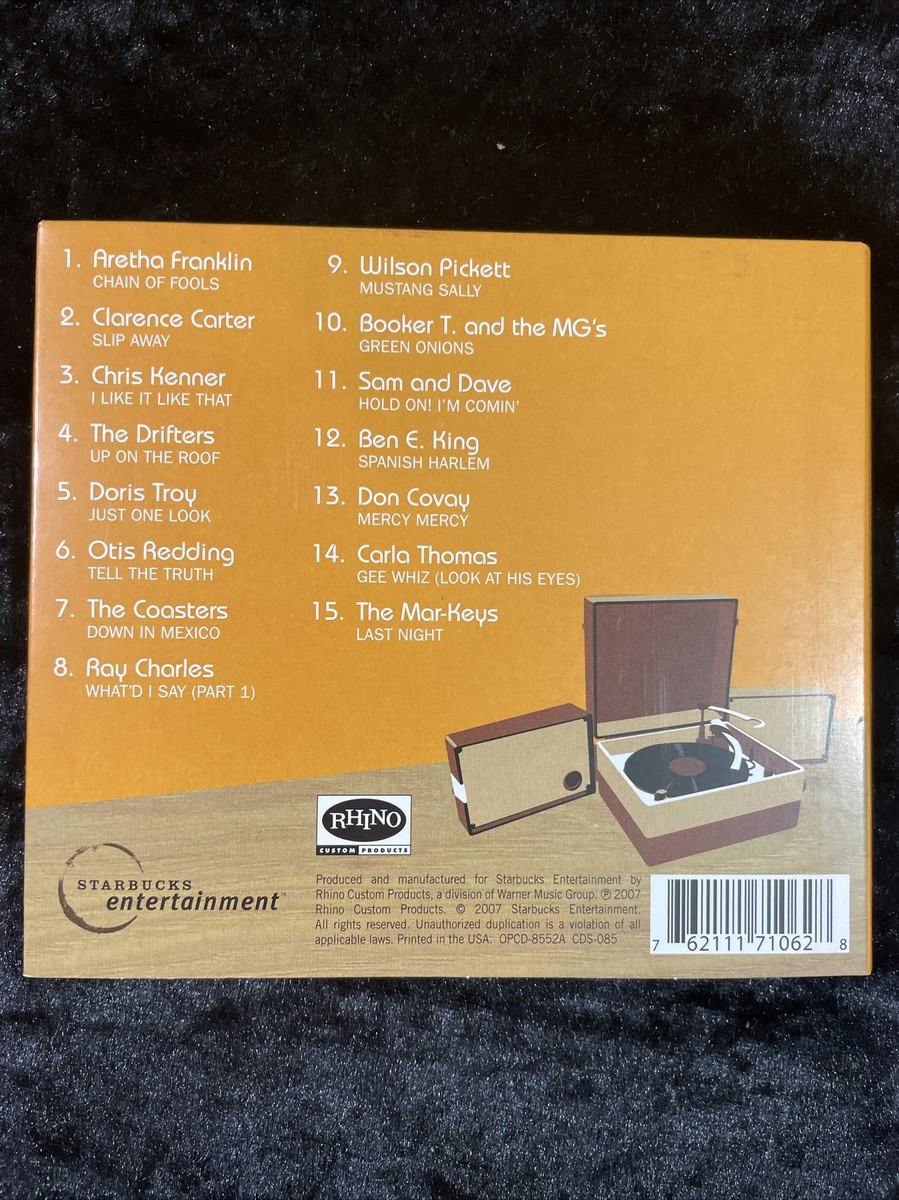 1. Aretha Franklin
CHAIN OF FOOLS
2. Clarence Carter
SLIP AWAY
3. Chris Kenner
I LIKE IT LIKE THAT
4. The Drifters
UP ON THE ROOF
5. Doris Troy
JUST ONE LOOK
6. Otis Redding
TELL THE TRUTH
7. The Coasters
DOWN IN MEXICO
8. Ray Charles
WHAT'D I SAY (PART 1)
9. Wilson Pickett
MUSTANG SALLY
10. Booker T. and the MG's
GREEN ONIONS
11. Sam and Dave
HOLD ON! I'M COMIN'
12. Ben E. King
SPANISH HARLEM
13. Don Covay
MERCY MERCY
14. Carla Thomas
GEE WHIZ (LOOK AT HIS EYES)
15. The Mar-Keys
LAST NIGHT
RHINO
CUSTOM PRODUCTS
STARBUCKS
entertainment™
Produced and manufactured for Starbucks Entertainment by
Rhino Custom Products, a division of Warner Music Group. ℗ 2007
Rhino Custom Products. © 2007 Starbucks Entertainment.
All rights reserved. Unauthorized duplication is a violation of all
applicable laws. Printed in the USA. OPCD-8552A CDS-085
7 62111 71062 8